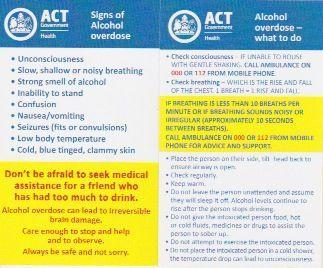 ACT
Government
Health
Signs of
Alcohol
overdose
• Unconsciousness
• Slow, shallow or noisy breathing
• Strong smell of alcohol
• Inability to stand
• Confusion
• Nausea/vomiting
• Seizures (fits or convulsions)
• Low body temperature
• Cold, blue tinged, clammy skin
Don't be afraid to seek medical
assistance for a friend who
has had too much to drink.
Alcohol overdose can lead to Irreversible
brain damage.
Care enough to stop and help
and to observe.
Always be safe and not sorry.
ACT
Government
Health
Alcohol
overdose –
what to do
• Check consciousness – IF UNABLE TO ROUSE
WITH GENTLE SHAKING. CALL AMBULANCE ON
000 OR 112 FROM MOBILE PHONE.
• Check breathing – WHICH IS THE RISE AND FALL
OF THE CHEST. 1 BREATH = 1 RISE AND FALL.
IF BREATHING IS LESS THAN 10 BREATHS PER
MINUTE OR IF BREATHING SOUNDS NOISY OR
IRREGULAR (APPROXIMATELY 10 SECONDS
BETWEEN BREATHS).
CALL AMBULANCE ON 000 OR 112 FROM MOBILE
PHONE FOR ADVICE AND SUPPORT.
• Place the person on their side, tilt head back to
ensure airway is open.
• Check regularly.
• Keep warm.
• Do not leave the person unattended and assume
they will sleep it off. Alcohol levels continue to
rise after the person stops drinking.
• Do not give the intoxicated person food, hot
or cold fluids, medicines or drugs to assist the
person to sober up.
• Do not attempt to exercise the intoxicated person.
• Do not place the intoxicated person in a cold shower,
the temperature drop can lead to unconsciousness.